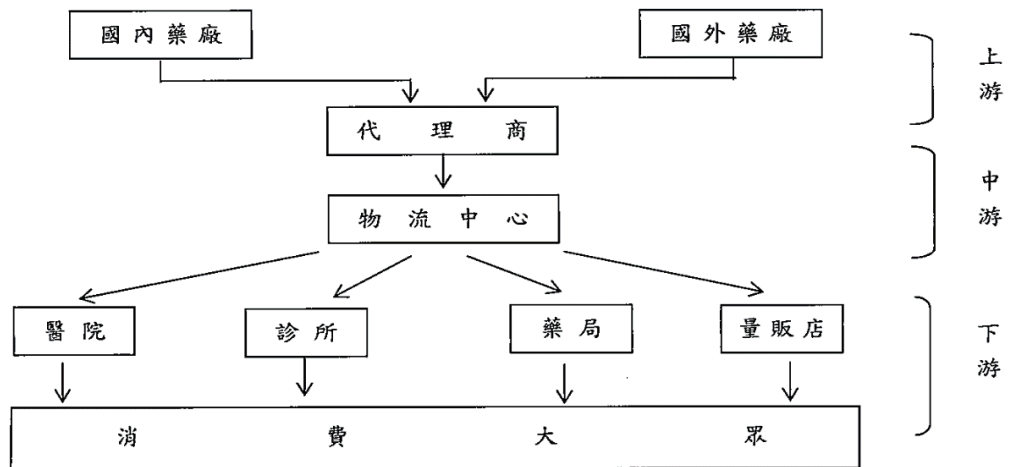 國內藥廠
國外藥廠
上游
代理商
物流中心
中游
醫院
診所
藥局
量販店
下游
消費大眾